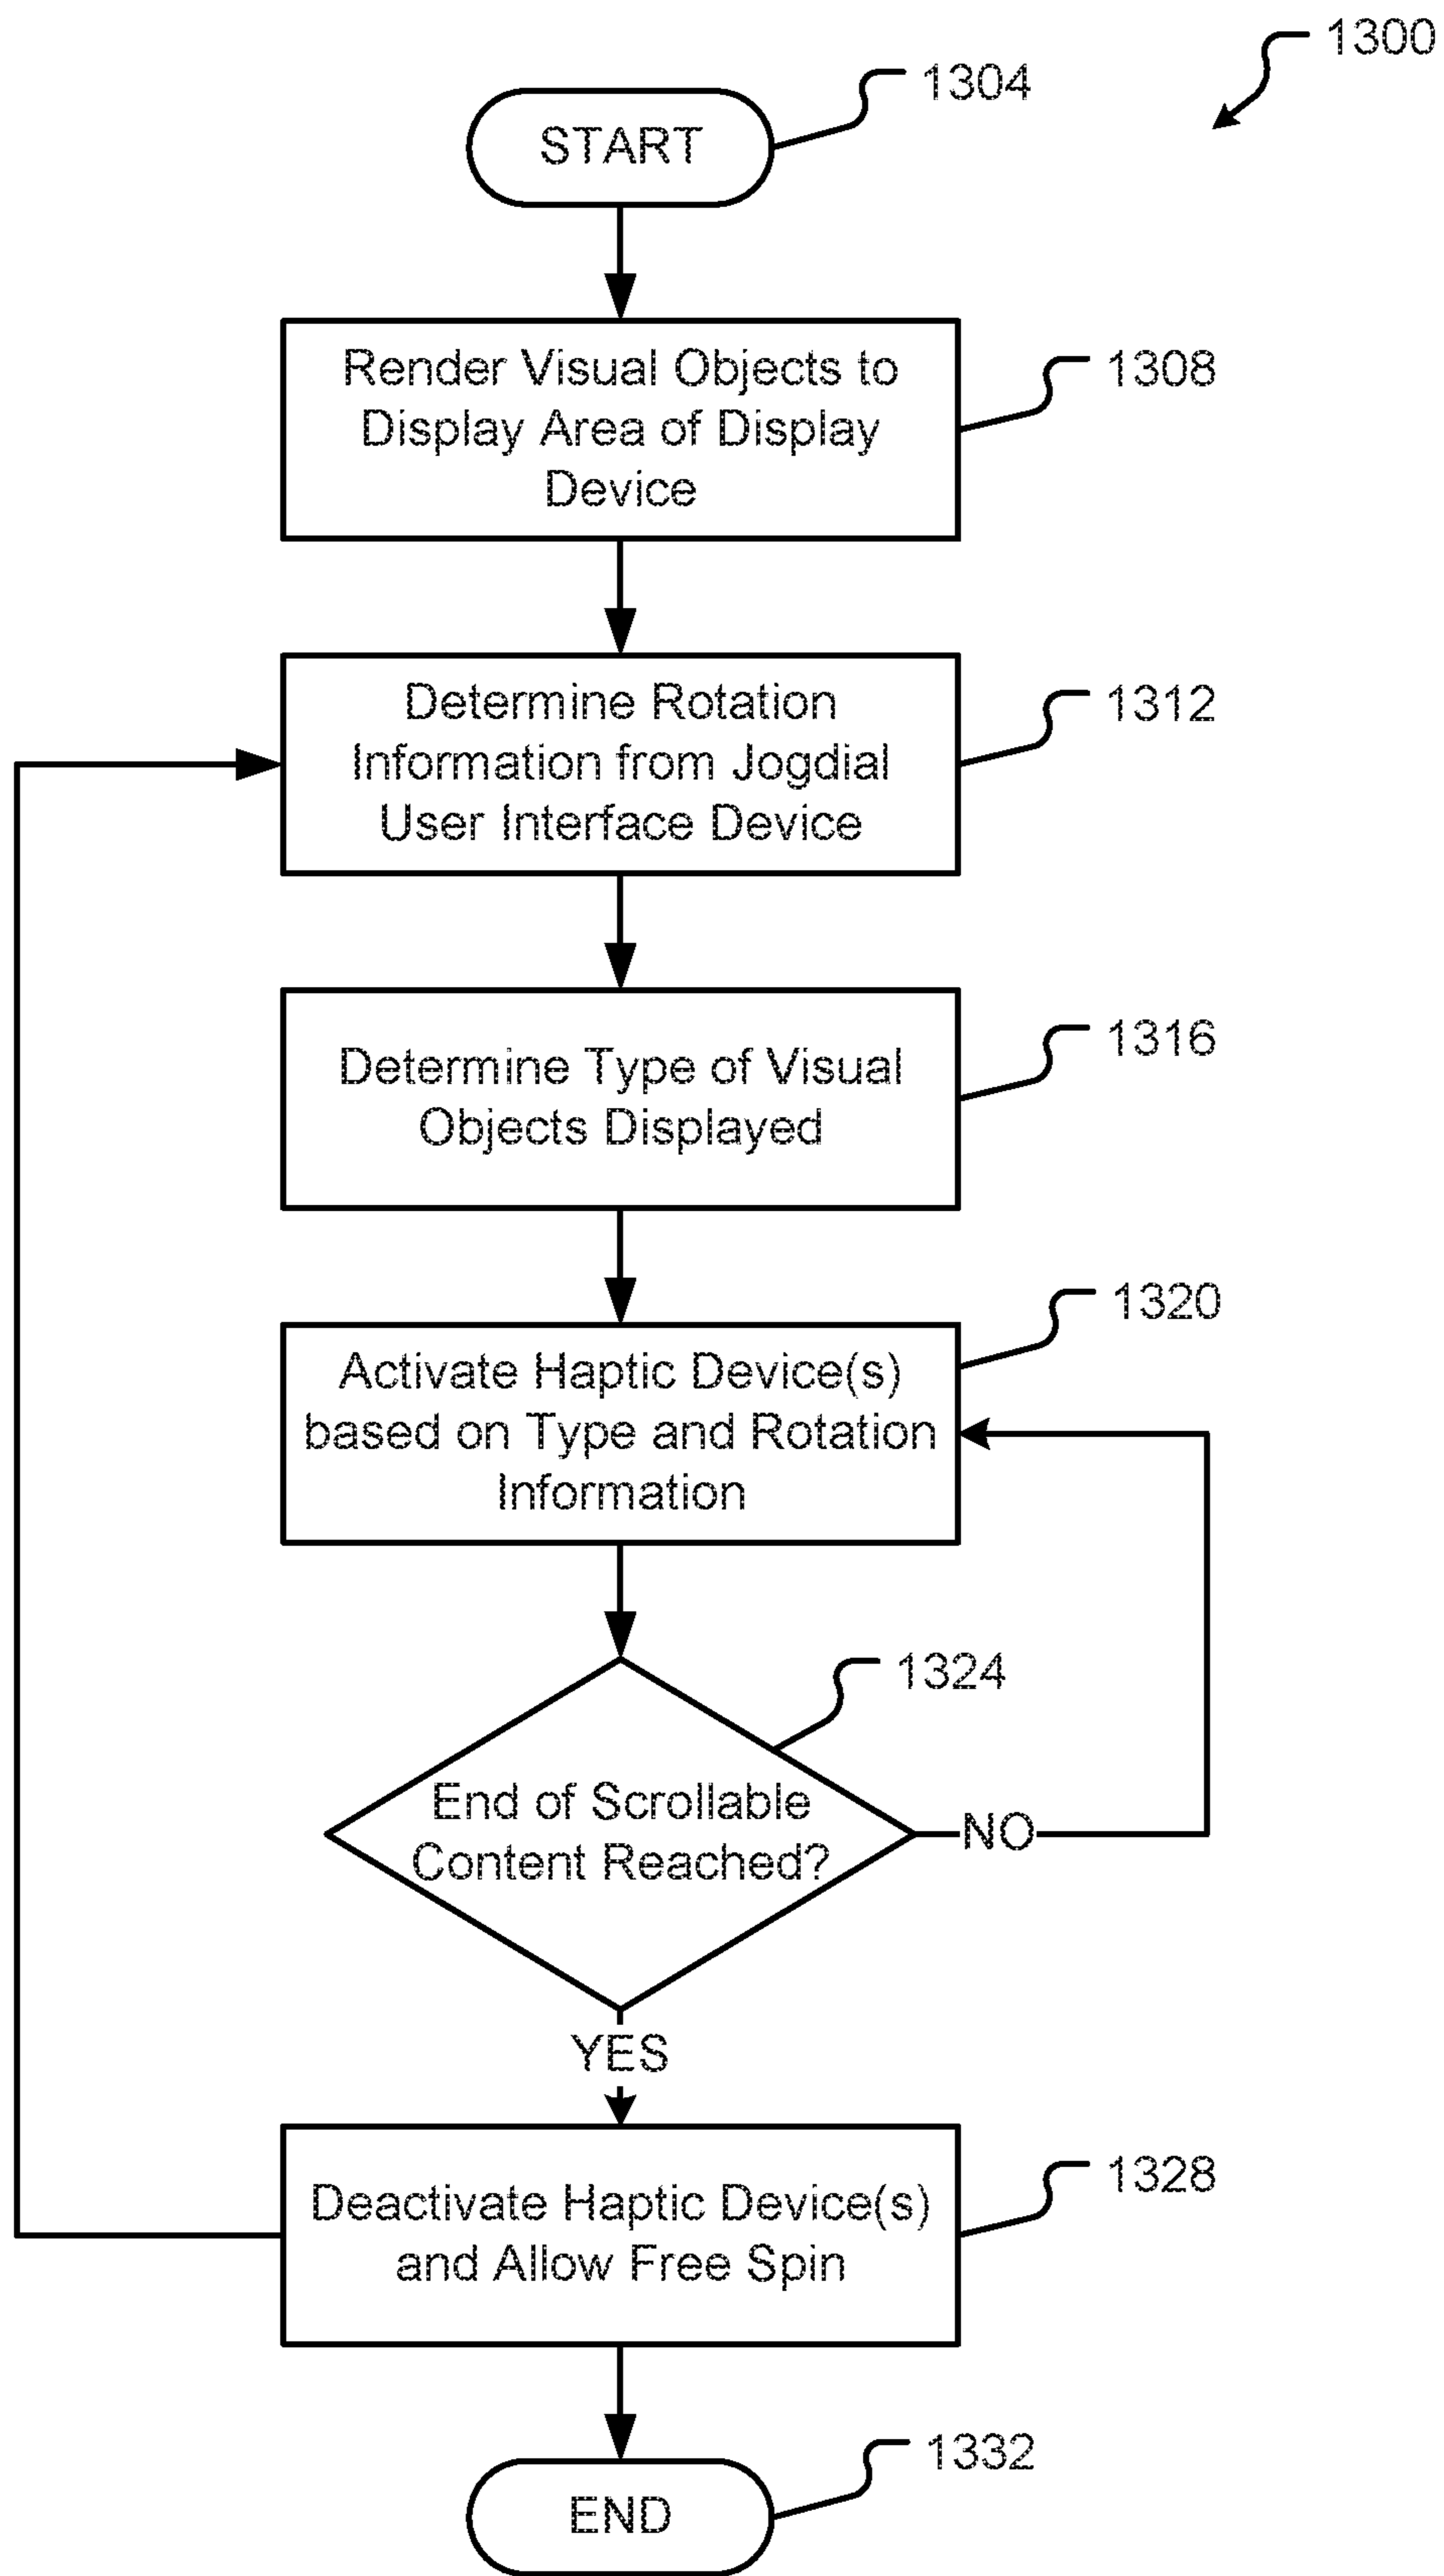 1300
1304
START
Render Visual Objects to
Display Area of Display
Device
1308
Determine Rotation
Information from Jogdial
User Interface Device
1312
Determine Type of Visual
Objects Displayed
1316
Activate Haptic Device(s)
based on Type and Rotation
Information
1320
End of Scrollable
Content Reached?
1324
NO
YES
Deactivate Haptic Device(s)
and Allow Free Spin
1328
END
1332